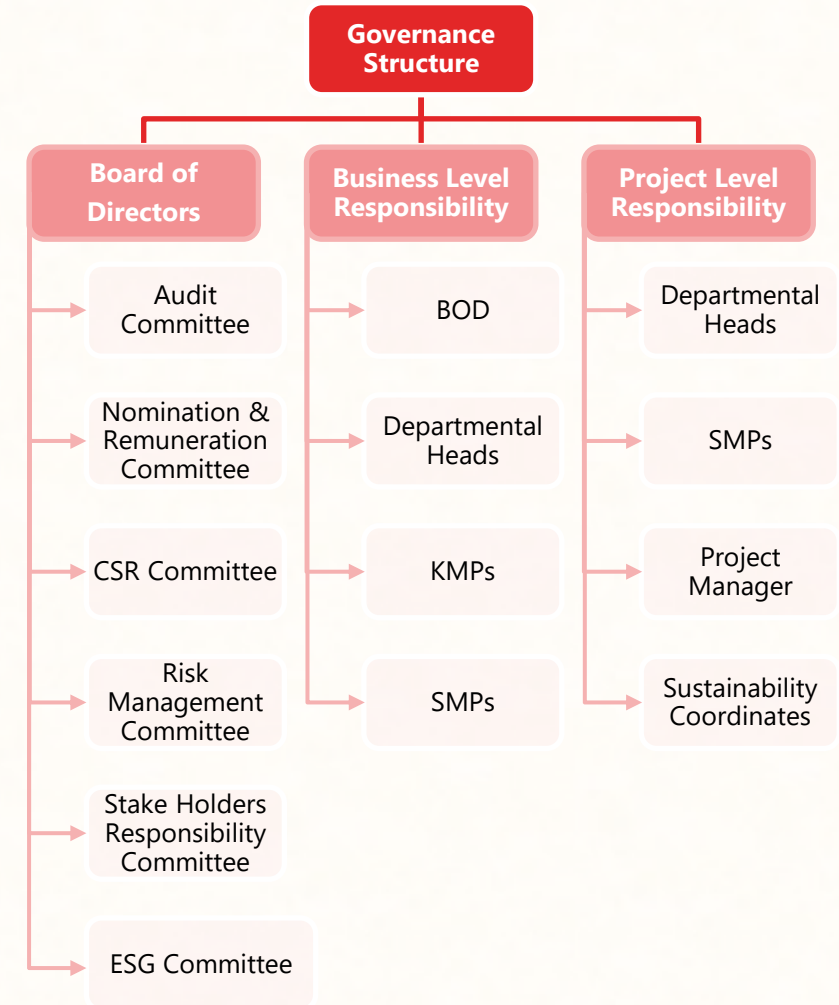 Governance
Structure
Board of
Directors
Audit
Committee
Nomination &
Remuneration
Committee
CSR Committee
Risk
Management
Committee
Stake Holders
Responsibility
Committee
ESG Committee
Business Level
Responsibility
BOD
Departmental
Heads
KMPs
SMPs
Project Level
Responsibility
Departmental
Heads
SMPs
Project
Manager
Sustainability
Coordinates